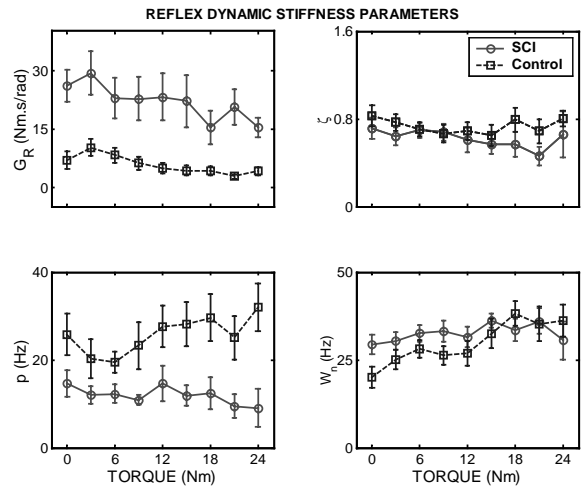 REFLEX DYNAMIC STIFFNESS PARAMETERS
G_R (Nm.s/rad)
30
15
0
ζ
1.6
0.8
0
SCI
Control
p (Hz)
40
20
0
0 6 12 18 24
TORQUE (Nm)
W_n (Hz)
50
25
0
0 6 12 18 24
TORQUE (Nm)